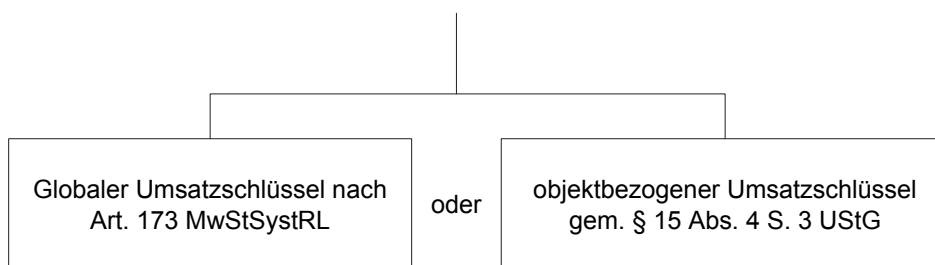 Globaler Umsatzschlüssel nach
Art. 173 MwStSystRL
oder
objektbezogener Umsatzschlüssel
gem. § 15 Abs. 4 S. 3 UStG